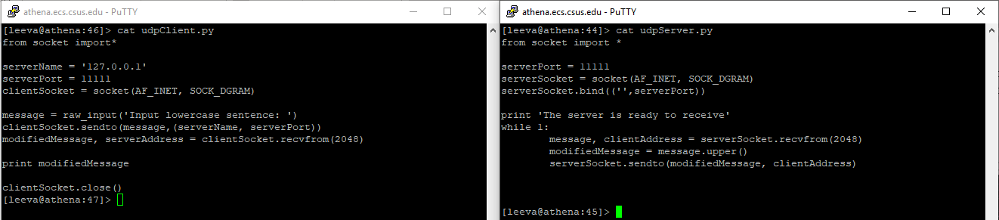 athena.ecs.csus.edu - PuTTY
[leeva@athena:46]> cat udpClient.py
from socket import*
serverName = '127.0.0.1'
serverPort = 11111
clientSocket = socket(AF_INET, SOCK_DGRAM)
message = raw_input('Input lowercase sentence: ')
clientSocket.sendto(message,(serverName, serverPort))
modifiedMessage, serverAddress = clientSocket.recvfrom(2048)
print modifiedMessage
clientSocket.close()
[leeva@athena:47]>
athena.ecs.csus.edu - PuTTY
[leeva@athena:44]> cat udpServer.py
from socket import *
serverPort = 11111
serverSocket = socket(AF_INET, SOCK_DGRAM)
serverSocket.bind(('',serverPort))
print 'The server is ready to receive'
while 1:
        message, clientAddress = serverSocket.recvfrom(2048)
        modifiedMessage = message.upper()
        serverSocket.sendto(modifiedMessage, clientAddress)
[leeva@athena:45]>